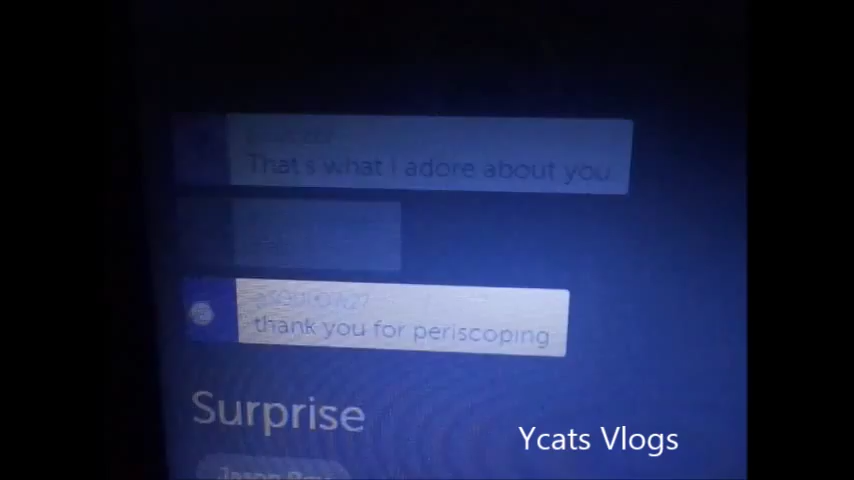 That's what I adore about you
thank you for periscoping
Surprise
Ycats Vlogs